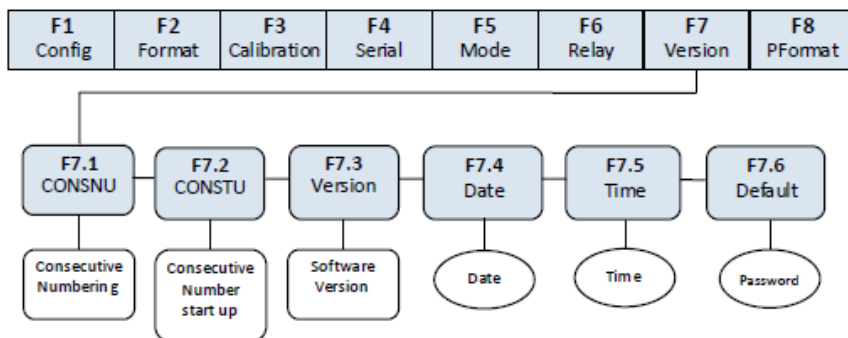 F1 F2 F3 F4 F5 F6 F7 F8
Config Format Calibration Serial Mode Relay Version PFormat
F7.1 F7.2 F7.3 F7.4 F7.5 F7.6
CONSNU CONSTU Version Date Time Default
Consecutive
Numbering
Consecutive
Number
start up
Software
Version
Date
Time
Password